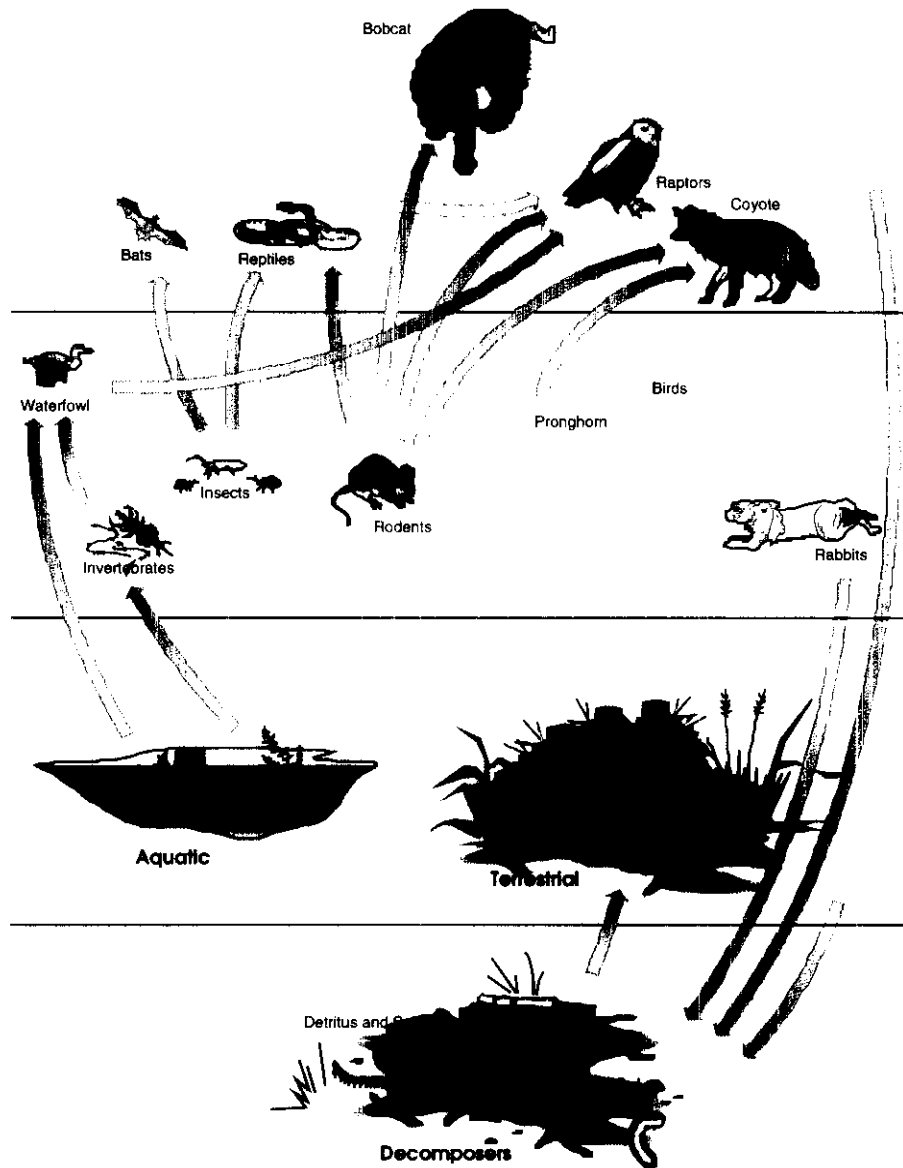 Bobcat
Raptors
Coyote
Bats
Reptiles
Birds
Waterfowl
Pronghorn
Insects
Rodents
Invertebrates
Rabbits
Aquatic
Terrestrial
Detritus and
Decomposers